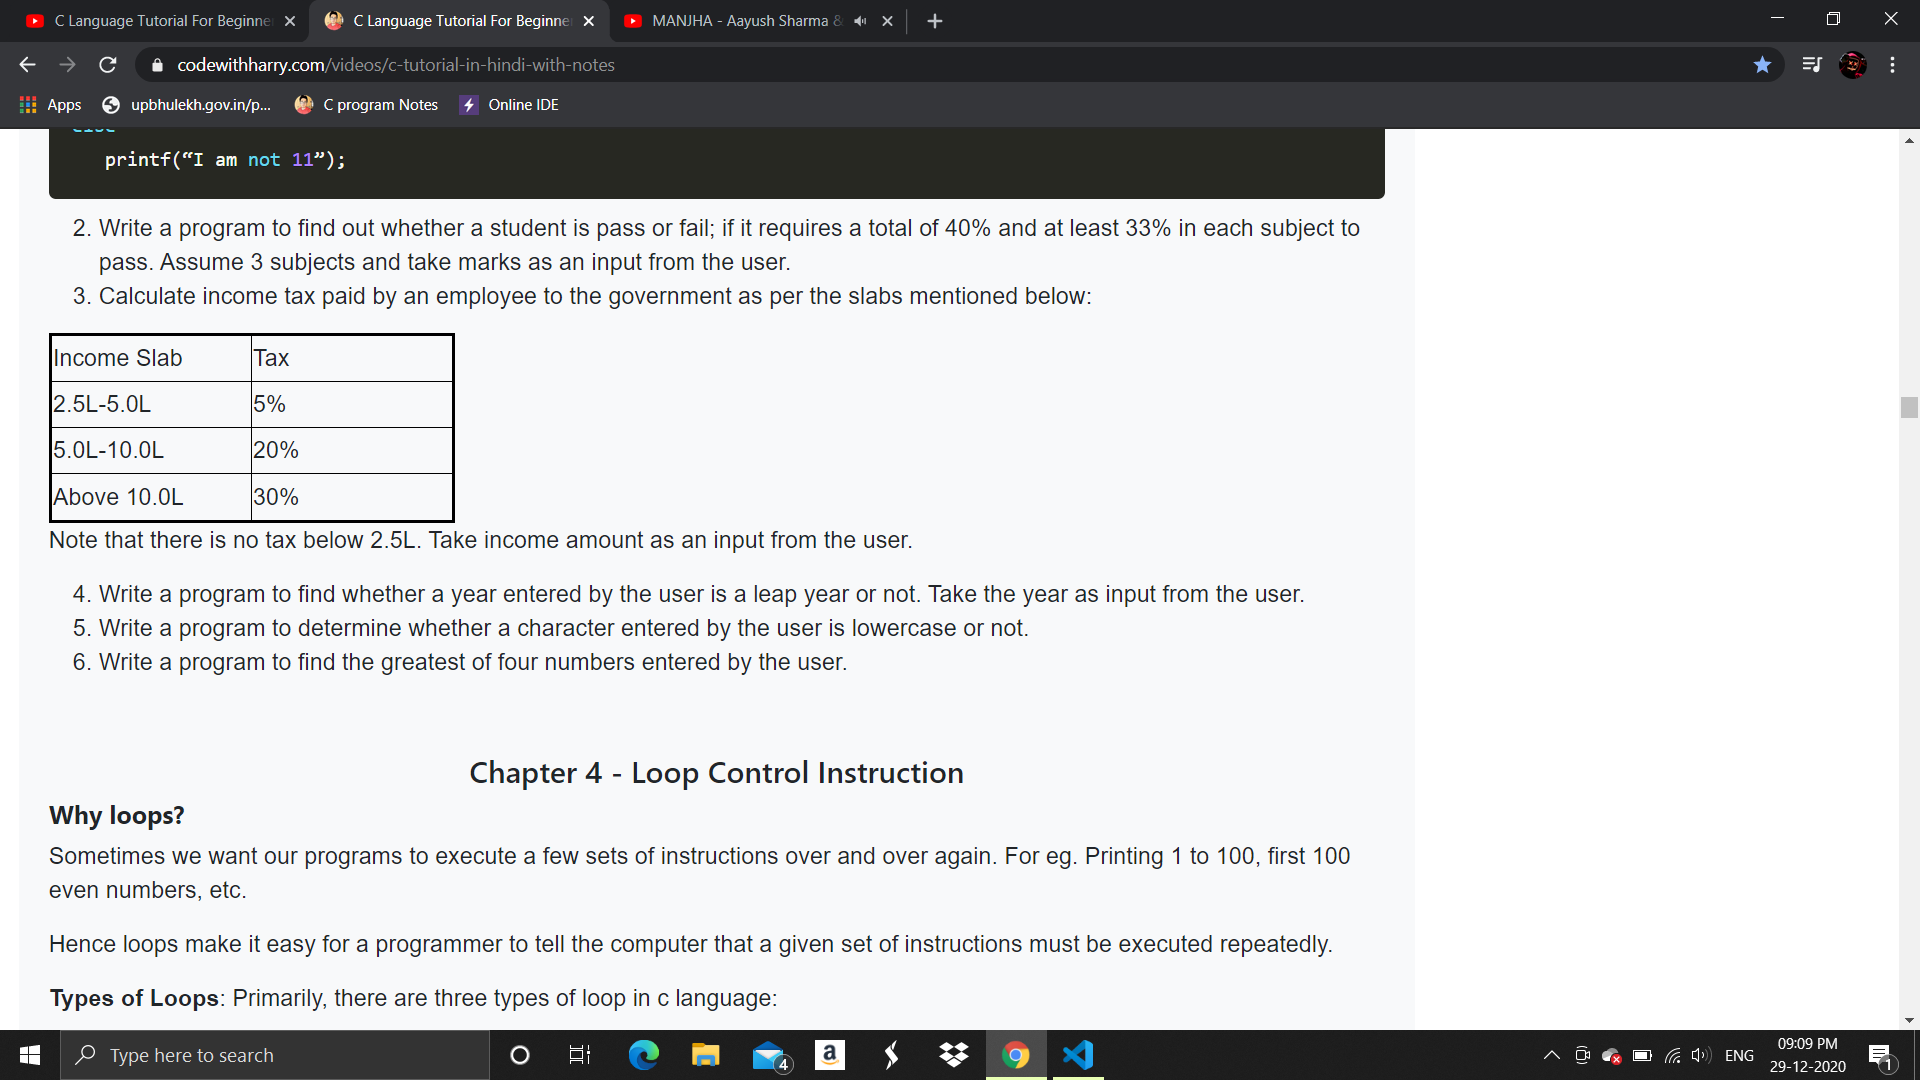 C Language Tutorial For Beginne
C Language Tutorial For Beginne
MANJHA - Aayush Sharma &
codewithharry.com/videos/c-tutorial-in-hindi-with-notes
Apps
upbhulekh.gov.in/p...
C program Notes
Online IDE
else
printf(“I am not 11”);
2. Write a program to find out whether a student is pass or fail; if it requires a total of 40% and at least 33% in each subject to
pass. Assume 3 subjects and take marks as an input from the user.
3. Calculate income tax paid by an employee to the government as per the slabs mentioned below:
Income Slab Tax
2.5L-5.0L 5%
5.0L-10.0L 20%
Above 10.0L 30%
Note that there is no tax below 2.5L. Take income amount as an input from the user.
4. Write a program to find whether a year entered by the user is a leap year or not. Take the year as input from the user.
5. Write a program to determine whether a character entered by the user is lowercase or not.
6. Write a program to find the greatest of four numbers entered by the user.
Chapter 4 - Loop Control Instruction
Why loops?
Sometimes we want our programs to execute a few sets of instructions over and over again. For eg. Printing 1 to 100, first 100
even numbers, etc.
Hence loops make it easy for a programmer to tell the computer that a given set of instructions must be executed repeatedly.
Types of Loops: Primarily, there are three types of loop in c language:
Type here to search
4
a
ENG
09:09 PM
29-12-2020
1